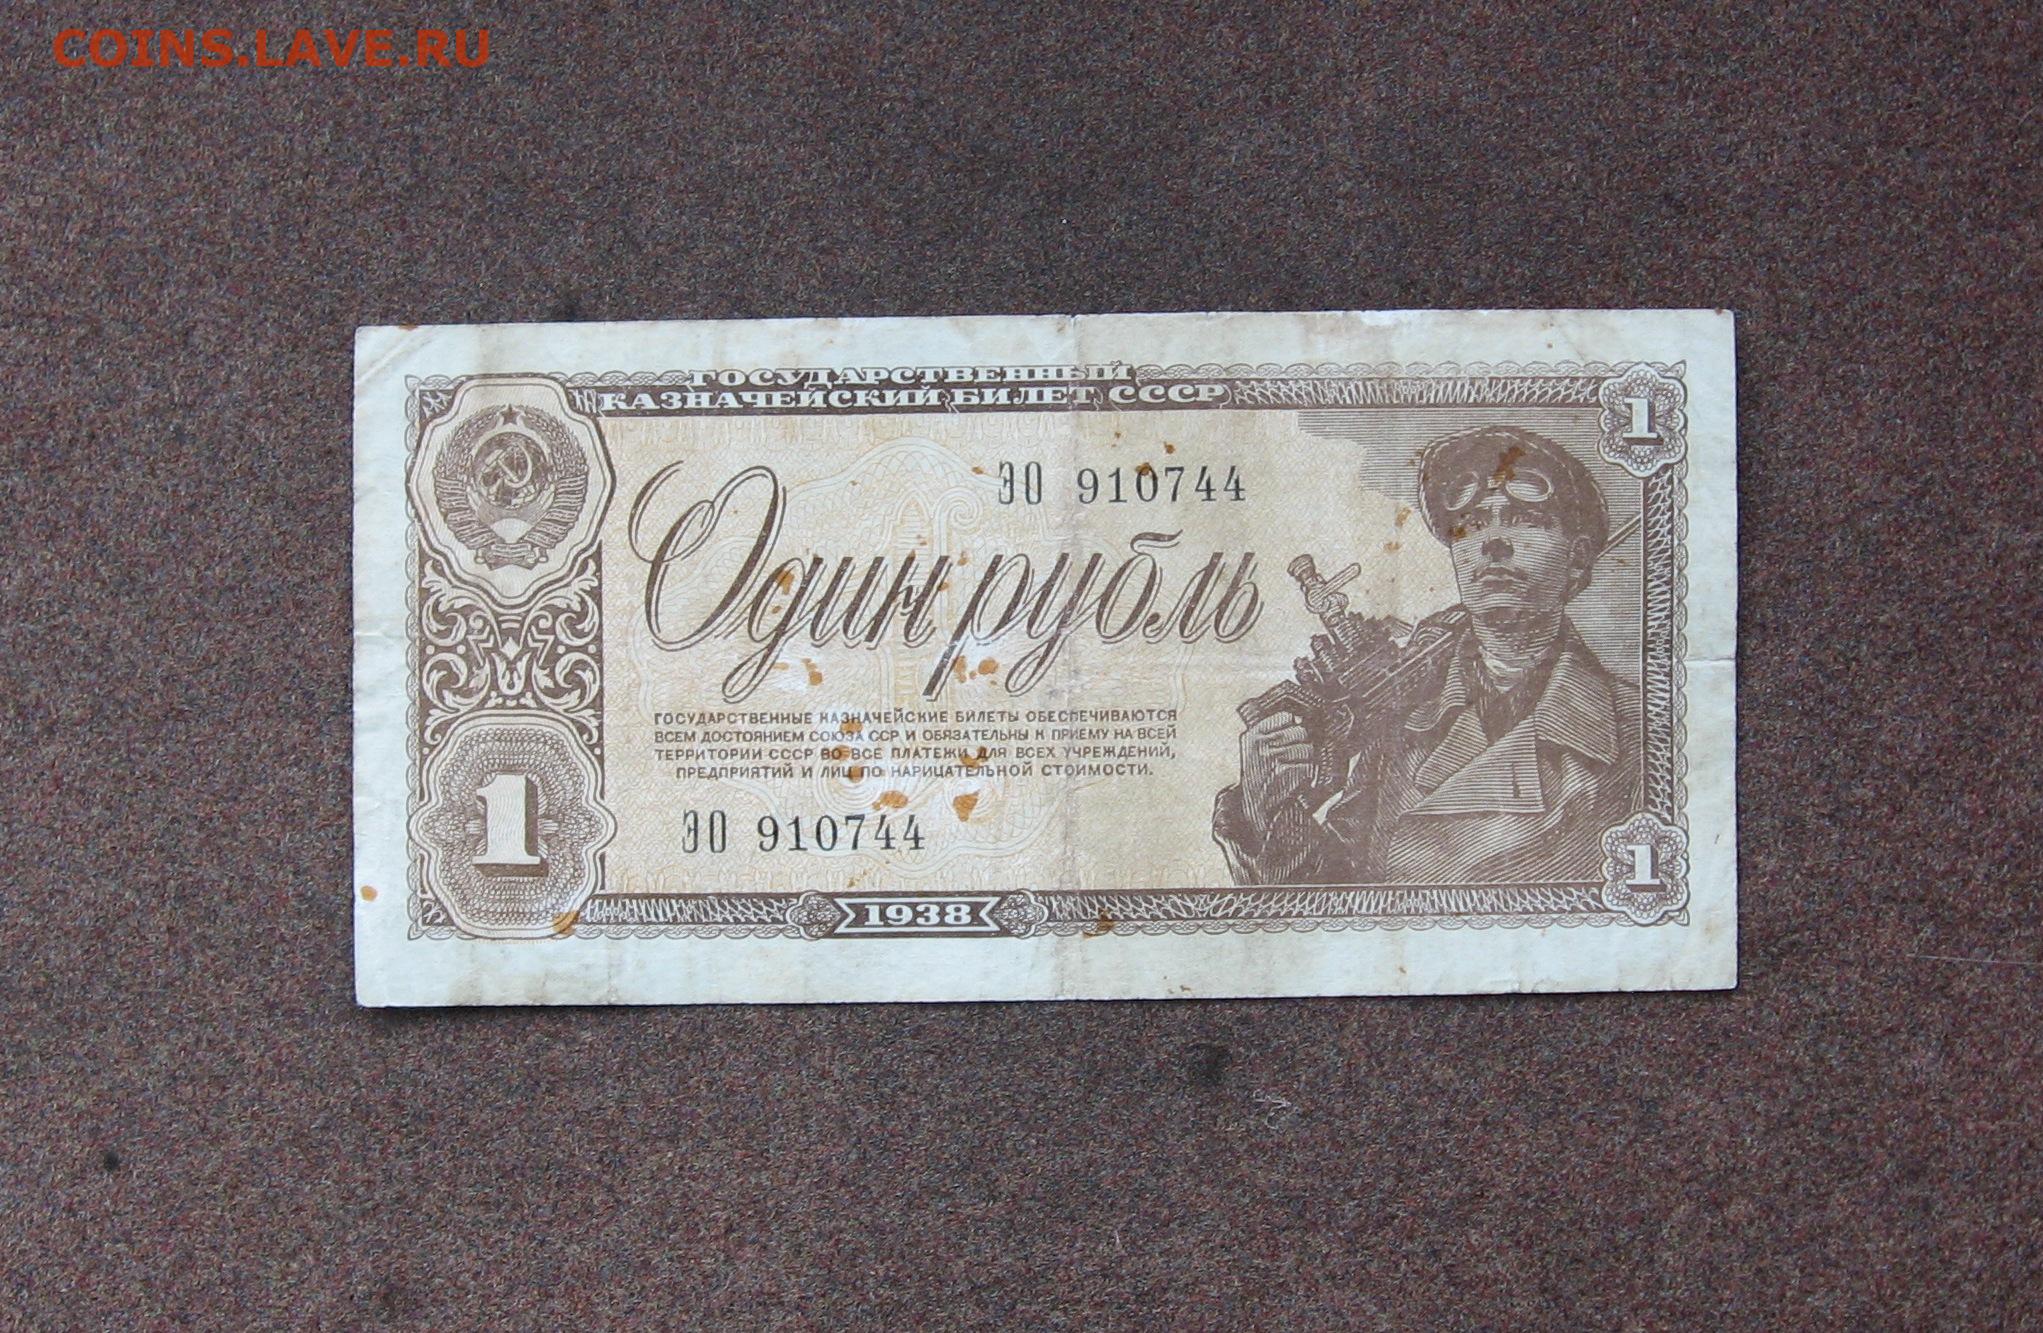 COINS.LAVE.RU
ГОСУДАРСТВЕННЫЙ
КАЗНАЧЕЙСКИЙ БИЛЕТ СССР
1
ЭО 910744
Один рубль
ГОСУДАРСТВЕННЫЕ КАЗНАЧЕЙСКИЕ БИЛЕТЫ ОБЕСПЕЧИВАЮТСЯ
ВСЕМ ДОСТОЯНИЕМ СОЮЗА ССР И ОБЯЗАТЕЛЬНЫ К ПРИЕМУ НА ВСЕЙ
ТЕРРИТОРИИ СССР ВО ВСЕ ПЛАТЕЖИ ДЛЯ ВСЕХ УЧРЕЖДЕНИЙ,
ПРЕДПРИЯТИЙ И ЛИЦ ПО НАРИЦАТЕЛЬНОЙ СТОИМОСТИ.
1
ЭО 910744
1
1938